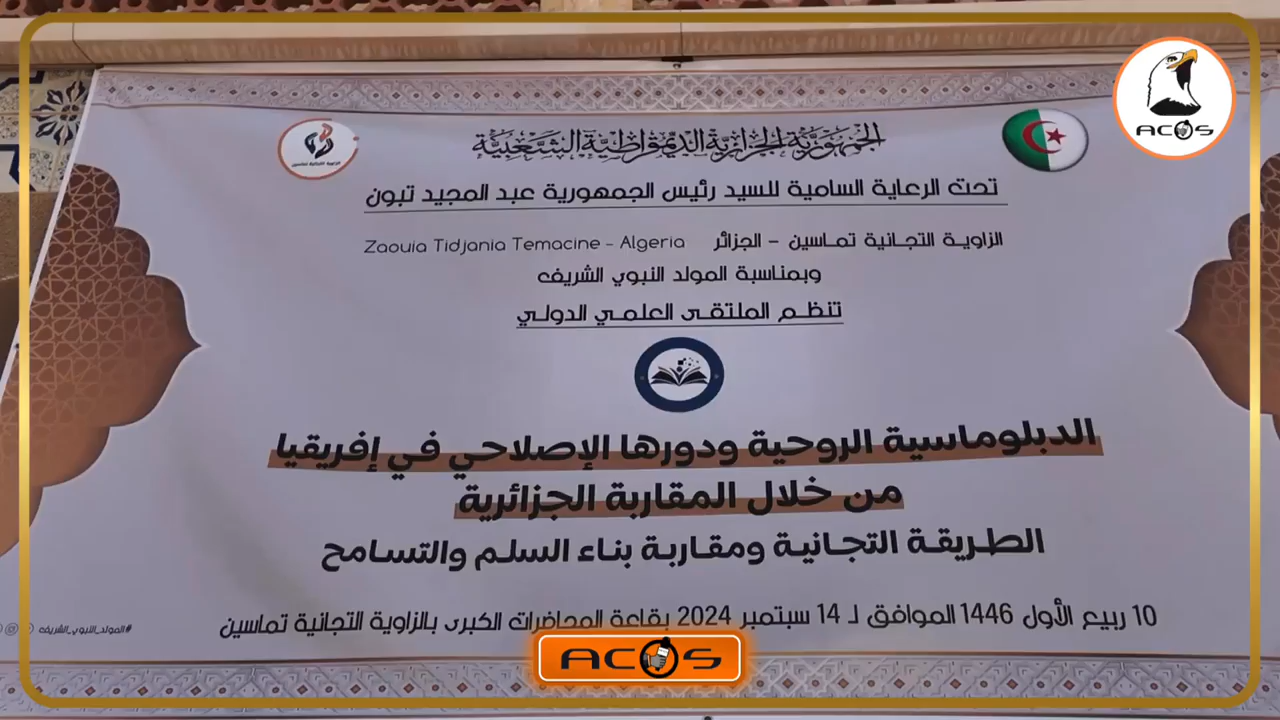 ACOS
الجمهورية الجزائرية الديمقراطية الشعبية
تحت الرعاية السامية للسيد رئيس الجمهورية عبد المجيد تبون
الزاوية التجانية تماسين - الجزائر Zaouia Tidjania Temacine - Algeria
وبمناسبة المولد النبوي الشريف
تنظم الملتقى العلمي الدولي
الدبلوماسية الروحية ودورها الإصلاحي في إفريقيا
من خلال المقاربة الجزائرية
الطريقة التجانية ومقاربة بناء السلم والتسامح
10 ربيع الأول 1446 الموافق لـ 14 سبتمبر 2024 بقاعة المحاضرات الكبرى بالزاوية التجانية تماسين
#المولد_النبوي_الشريف
ACOS